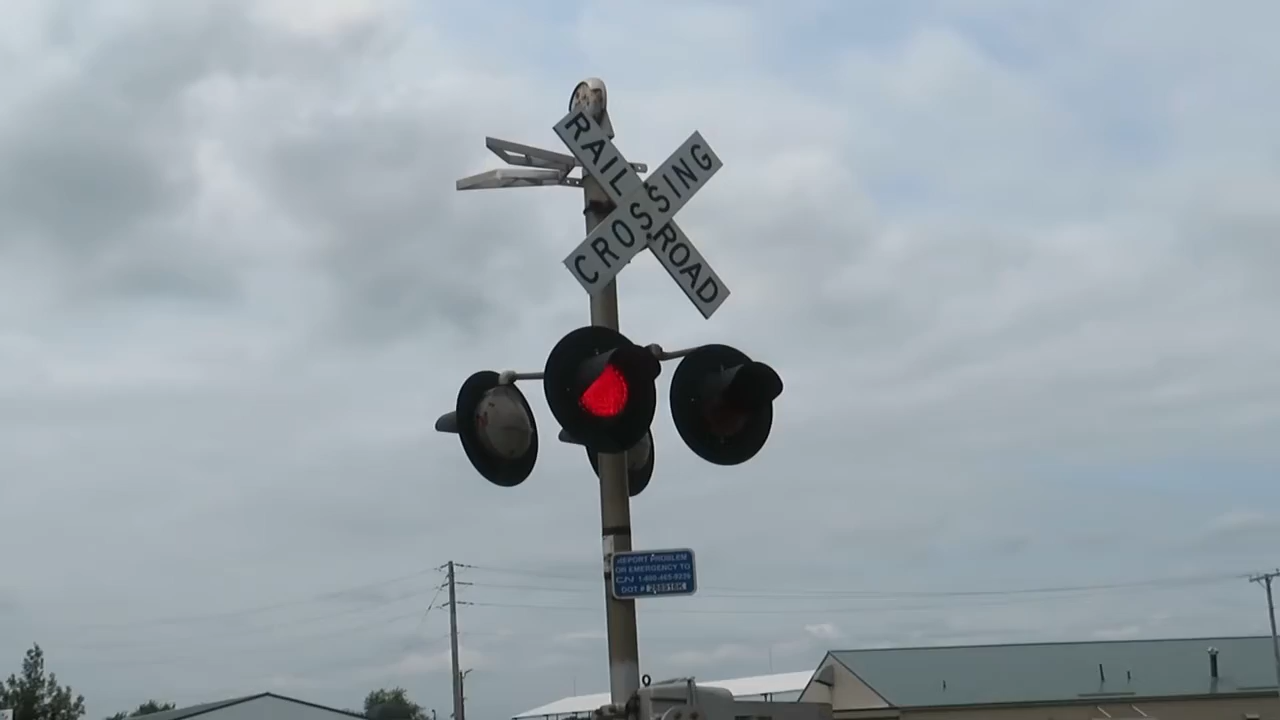 RAILROAD
CROSSING
REPORT PROBLEM
OR EMERGENCY TO
CN 1-800-465-9239
DOT #